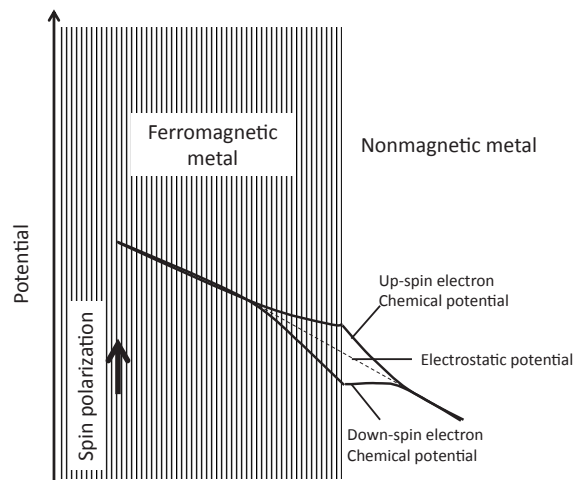 Potential
Spin polarization
Ferromagnetic
metal
Nonmagnetic metal
Up-spin electron
Chemical potential
Electrostatic potential
Down-spin electron
Chemical potential